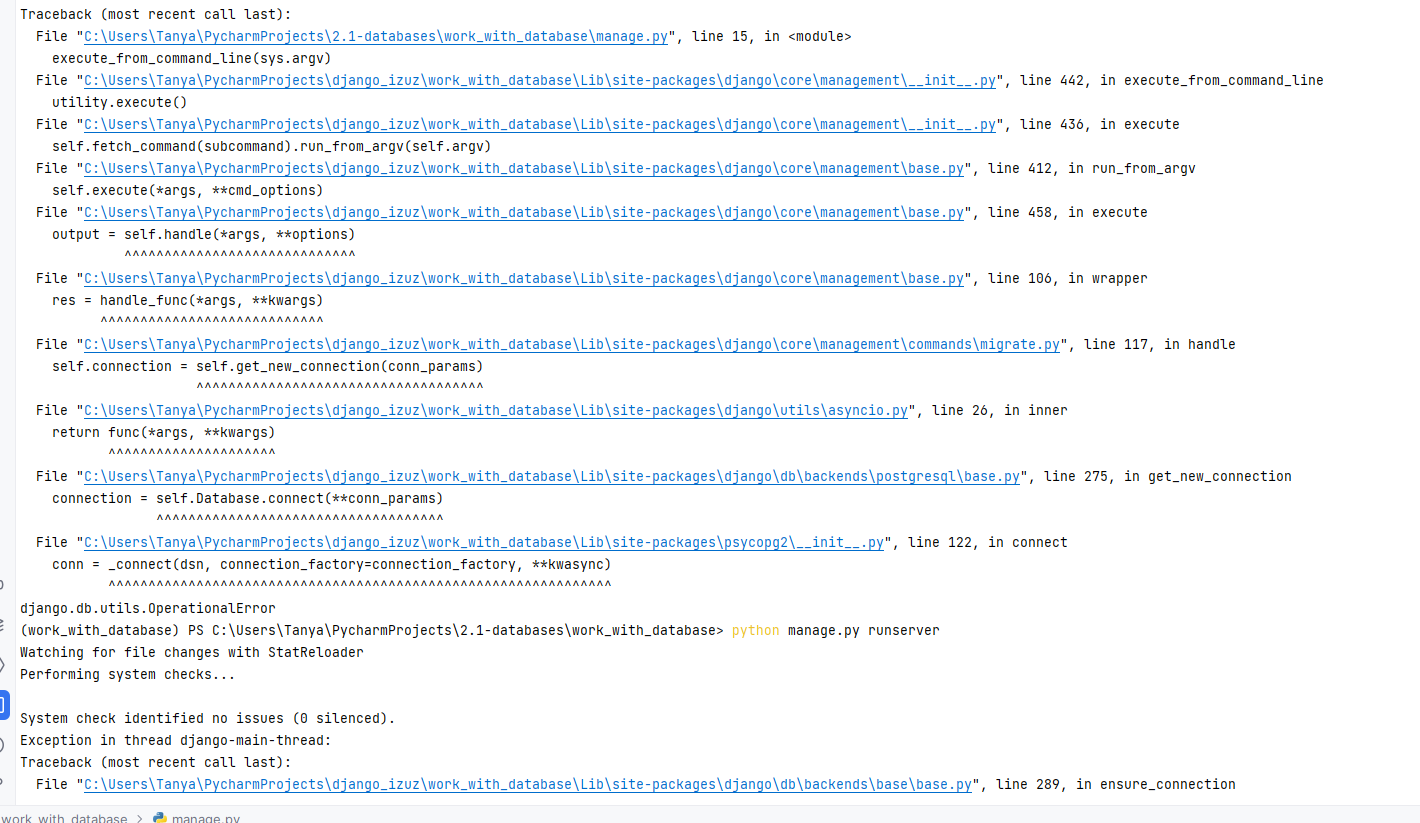 Traceback (most recent call last):
  File "C:\Users\Tanya\PycharmProjects\2.1-databases\work_with_database\manage.py", line 15, in <module>
    execute_from_command_line(sys.argv)
  File "C:\Users\Tanya\PycharmProjects\django_izuz\work_with_database\Lib\site-packages\django\core\management\__init__.py", line 442, in execute_from_command_line
    utility.execute()
  File "C:\Users\Tanya\PycharmProjects\django_izuz\work_with_database\Lib\site-packages\django\core\management\__init__.py", line 436, in execute
    self.fetch_command(subcommand).run_from_argv(self.argv)
  File "C:\Users\Tanya\PycharmProjects\django_izuz\work_with_database\Lib\site-packages\django\core\management\base.py", line 412, in run_from_argv
    self.execute(*args, **cmd_options)
  File "C:\Users\Tanya\PycharmProjects\django_izuz\work_with_database\Lib\site-packages\django\core\management\base.py", line 458, in execute
    output = self.handle(*args, **options)
             ^^^^^^^^^^^^^^^^^^^^^^^^^^^^^
  File "C:\Users\Tanya\PycharmProjects\django_izuz\work_with_database\Lib\site-packages\django\core\management\base.py", line 106, in wrapper
    res = handle_func(*args, **kwargs)
          ^^^^^^^^^^^^^^^^^^^^^^^^^^^^
  File "C:\Users\Tanya\PycharmProjects\django_izuz\work_with_database\Lib\site-packages\django\core\management\commands\migrate.py", line 117, in handle
    self.connection = self.get_new_connection(conn_params)
                      ^^^^^^^^^^^^^^^^^^^^^^^^^^^^^^^^^^^^
  File "C:\Users\Tanya\PycharmProjects\django_izuz\work_with_database\Lib\site-packages\django\utils\asyncio.py", line 26, in inner
    return func(*args, **kwargs)
           ^^^^^^^^^^^^^^^^^^^^^
  File "C:\Users\Tanya\PycharmProjects\django_izuz\work_with_database\Lib\site-packages\django\db\backends\postgresql\base.py", line 275, in get_new_connection
    connection = self.Database.connect(**conn_params)
                 ^^^^^^^^^^^^^^^^^^^^^^^^^^^^^^^^^^^^
  File "C:\Users\Tanya\PycharmProjects\django_izuz\work_with_database\Lib\site-packages\psycopg2\__init__.py", line 122, in connect
    conn = _connect(dsn, connection_factory=connection_factory, **kwasync)
           ^^^^^^^^^^^^^^^^^^^^^^^^^^^^^^^^^^^^^^^^^^^^^^^^^^^^^^^^^^^^^^^
django.db.utils.OperationalError
(work_with_database) PS C:\Users\Tanya\PycharmProjects\2.1-databases\work_with_database> python manage.py runserver
Watching for file changes with StatReloader
Performing system checks...
System check identified no issues (0 silenced).
Exception in thread django-main-thread:
Traceback (most recent call last):
  File "C:\Users\Tanya\PycharmProjects\django_izuz\work_with_database\Lib\site-packages\django\db\backends\base\base.py", line 289, in ensure_connection
work_with_database > manage.py